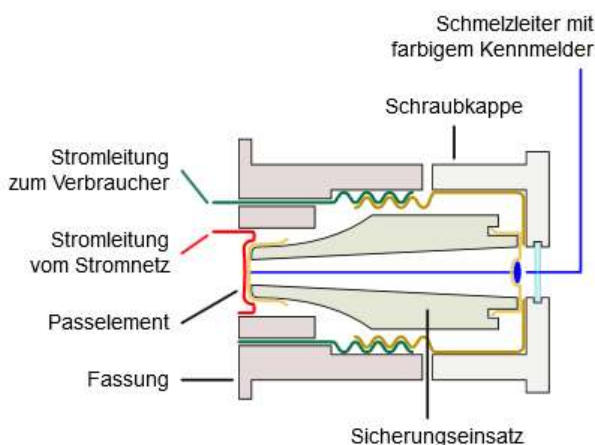 Schmelzleiter mit
farbigem Kennmelder
Schraubkappe
Stromleitung
zum Verbraucher
Stromleitung
vom Stromnetz
Passelement
Fassung
Sicherungseinsatz